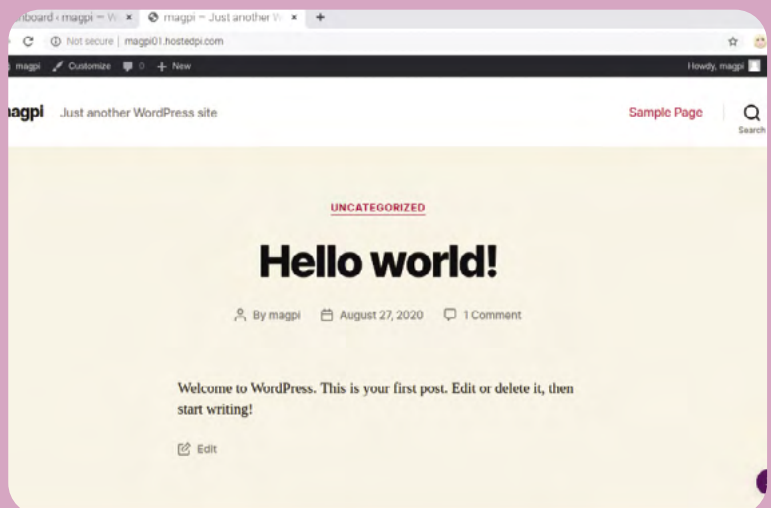 magpi – W
magpi – Just another W
Not secure | magpi01.hostedpi.com
magpi Customize 0 + New Howdy, magpi
magpi Just another WordPress site Sample Page
Search
UNCATEGORIZED
Hello world!
By magpi August 27, 2020 1 Comment
Welcome to WordPress. This is your first post. Edit or delete it, then
start writing!
Edit